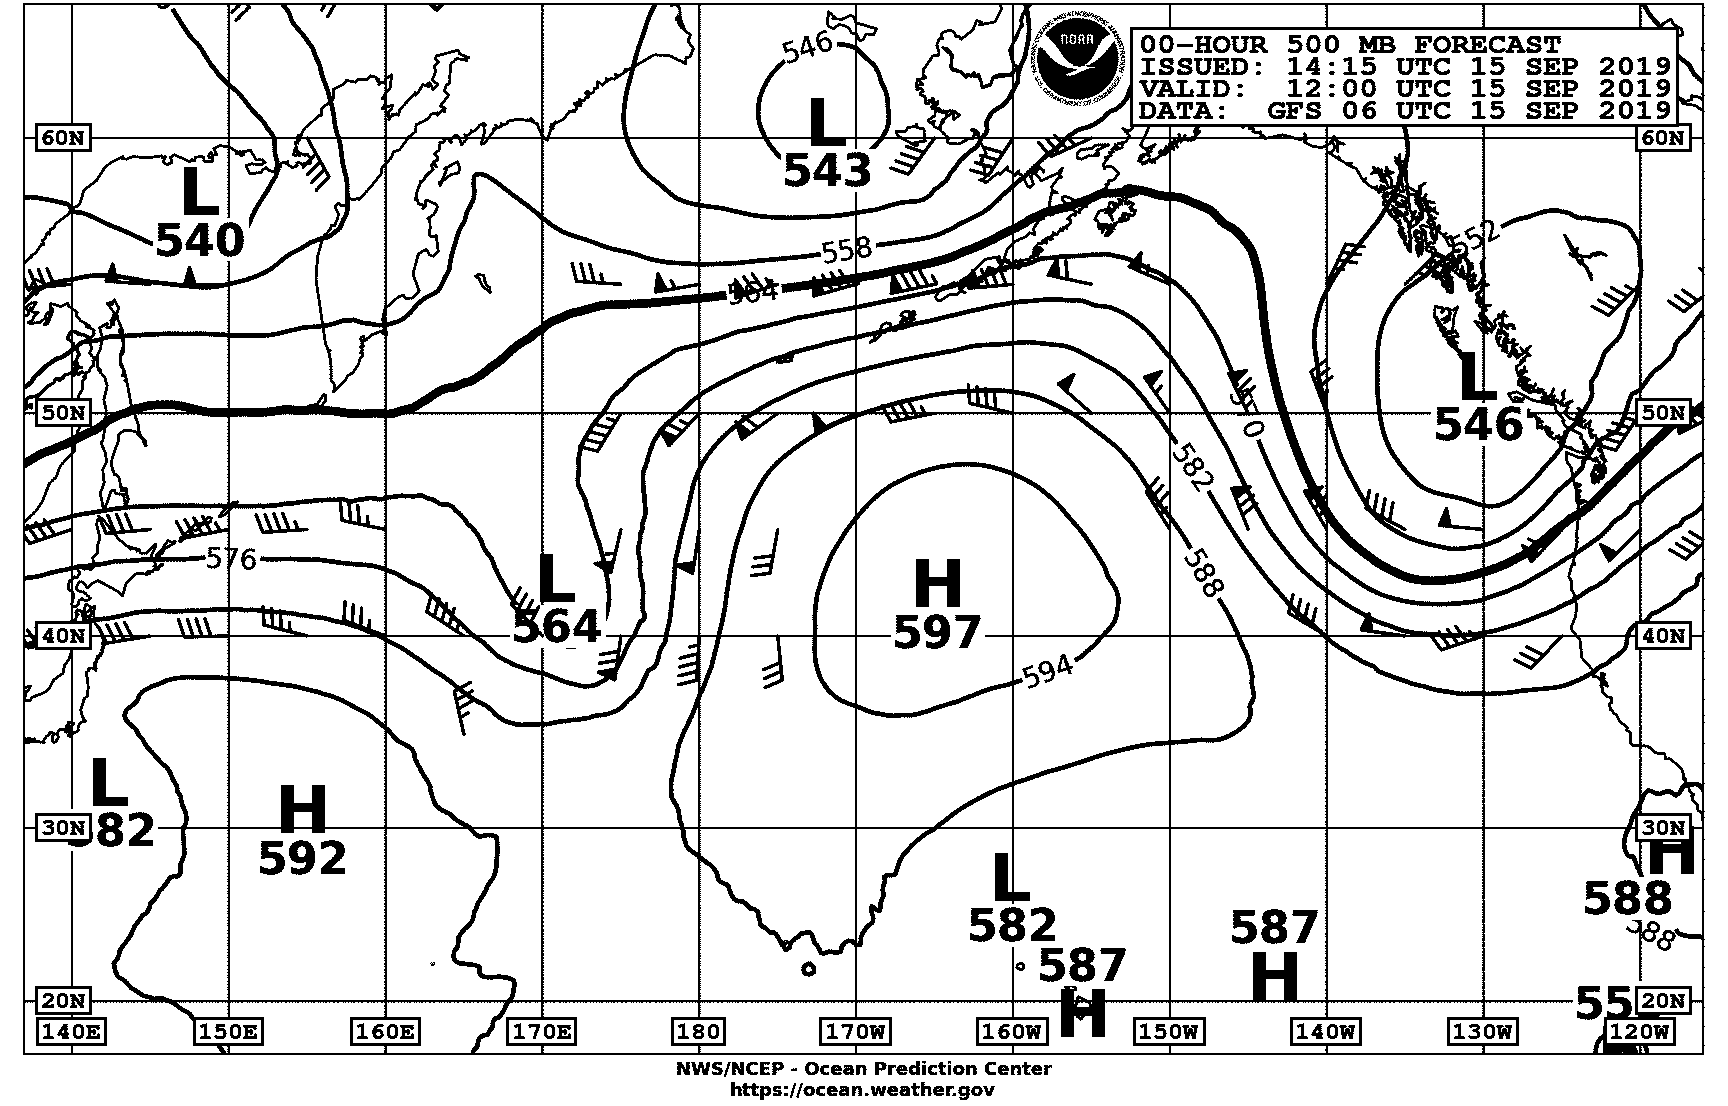 546
NOAA
00-HOUR 500 MB FORECAST
ISSUED: 14:15 UTC 15 SEP 2019
VALID: 12:00 UTC 15 SEP 2019
DATA: GFS 06 UTC 15 SEP 2019
60N
L
543
60N
L
540
558
552
564
50N
L
546
50N
570
582
576
588
L
564
H
597
40N
40N
594
L
582
H
592
30N
30N
H
588
L
582
587
H
587
H
588
20N
55
20N
140E 150E 160E 170E 180 170W 160W 150W 140W 130W 120W
NWS/NCEP - Ocean Prediction Center
https://ocean.weather.gov